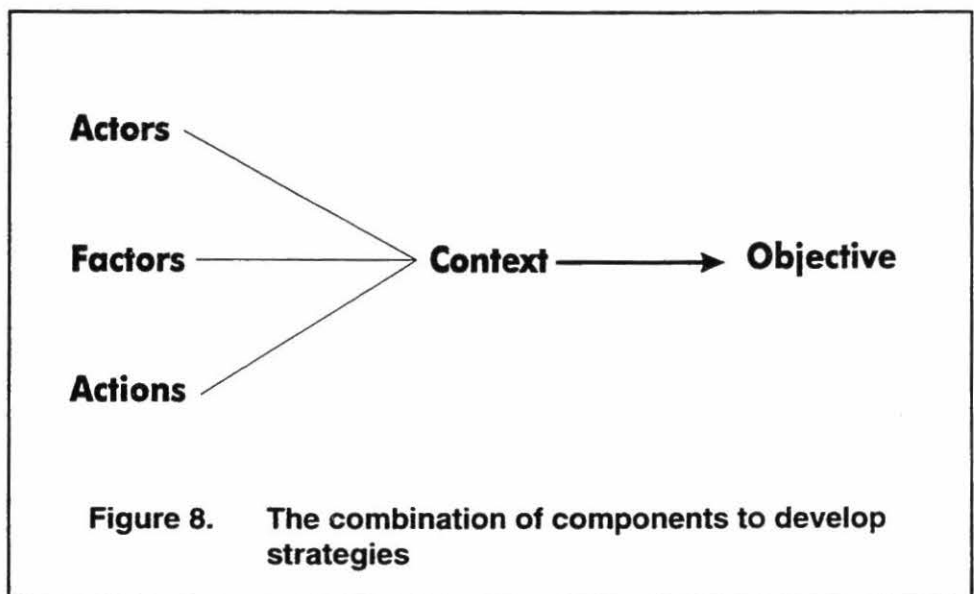 Actors
Factors
Context
Objective
Actions
Figure 8. The combination of components to develop
strategies